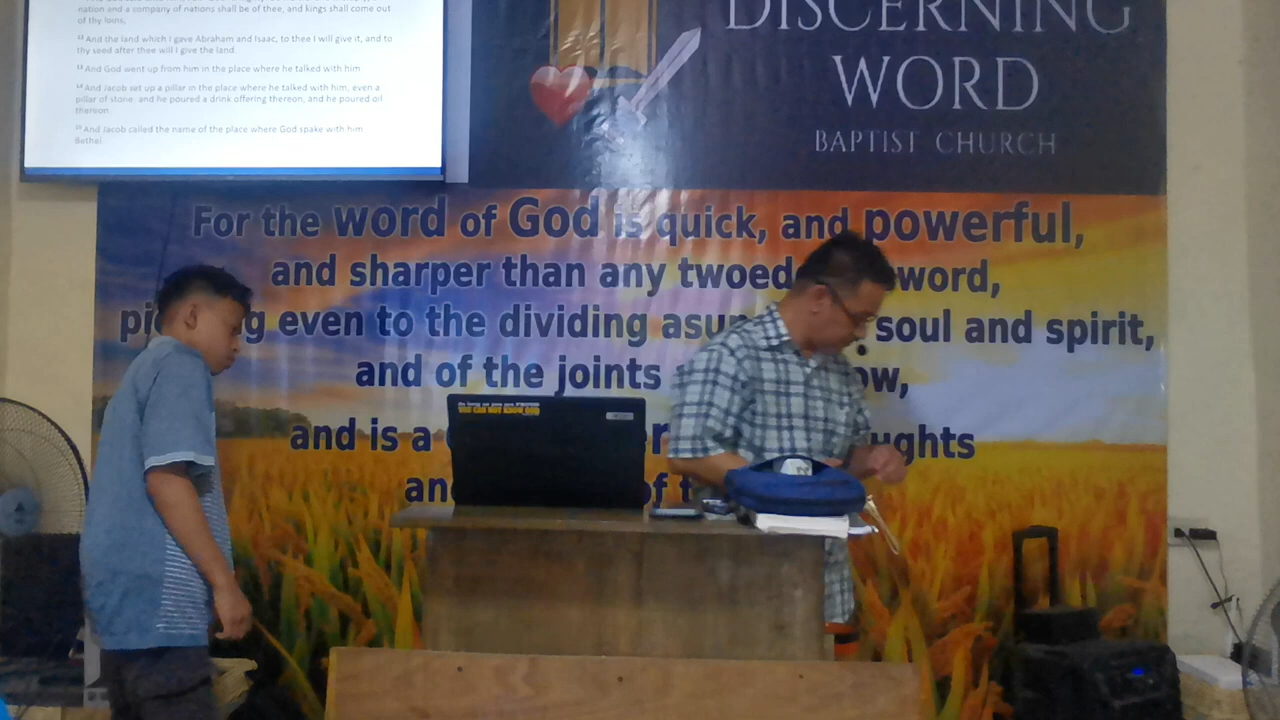 nation and a company of nations shall be of thee, and kings shall come out
of thy loins,
12 And the land which I gave Abraham and Isaac, to thee I will give it, and to
thy seed after thee will I give the land.
13 And God went up from him in the place where he talked with him
14 And Jacob set up a pillar in the place where he talked with him, even a
pillar of stone: and he poured a drink offering thereon, and he poured oil
thereon
15 And Jacob called the name of the place where God spake with him
Bethel
DISCERNING
WORD
BAPTIST CHURCH
For the word of God is quick, and powerful,
and sharper than any twoed word,
even to the dividing soul and spirit,
and of the joints
and is a
YOU CAN NOT KNOW GOD